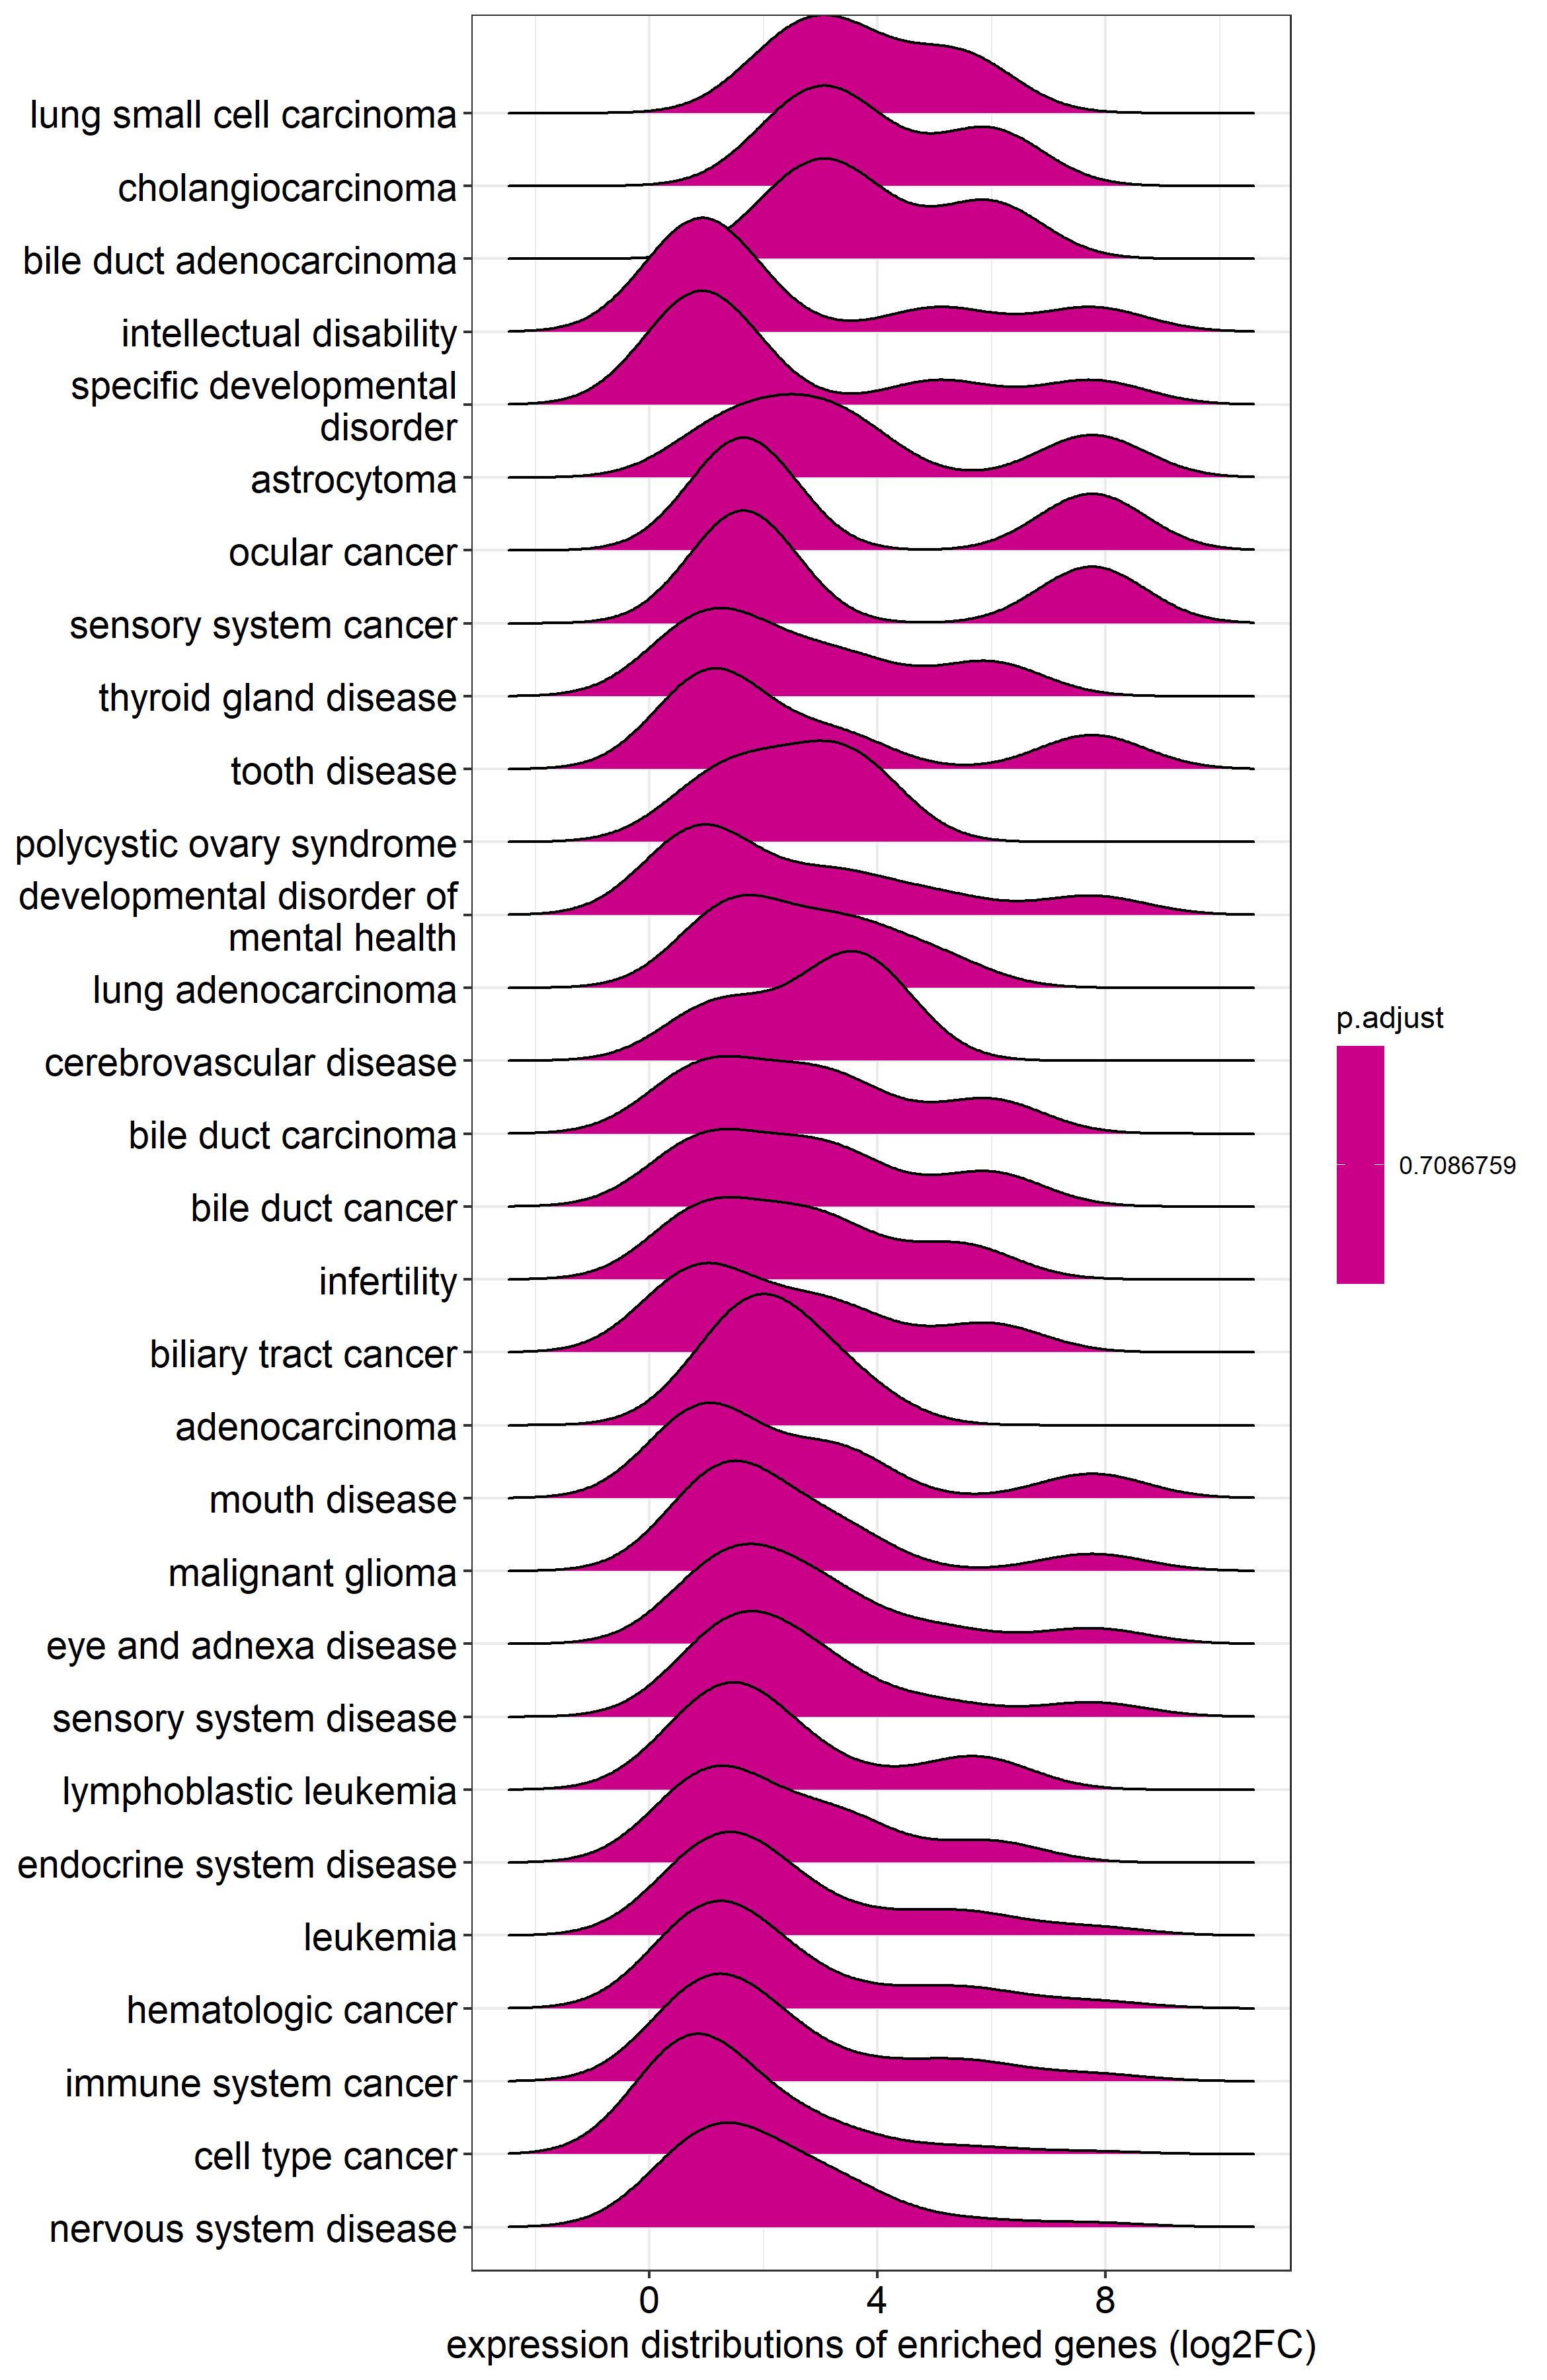 lung small cell carcinoma
cholangiocarcinoma
bile duct adenocarcinoma
intellectual disability
specific developmental
disorder
astrocytoma
ocular cancer
sensory system cancer
thyroid gland disease
tooth disease
polycystic ovary syndrome
developmental disorder of
mental health
lung adenocarcinoma
cerebrovascular disease
bile duct carcinoma
bile duct cancer
infertility
biliary tract cancer
adenocarcinoma
mouth disease
malignant glioma
eye and adnexa disease
sensory system disease
lymphoblastic leukemia
endocrine system disease
leukemia
hematologic cancer
immune system cancer
cell type cancer
nervous system disease
0 4 8
expression distributions of enriched genes (log2FC)
p.adjust
0.7086759